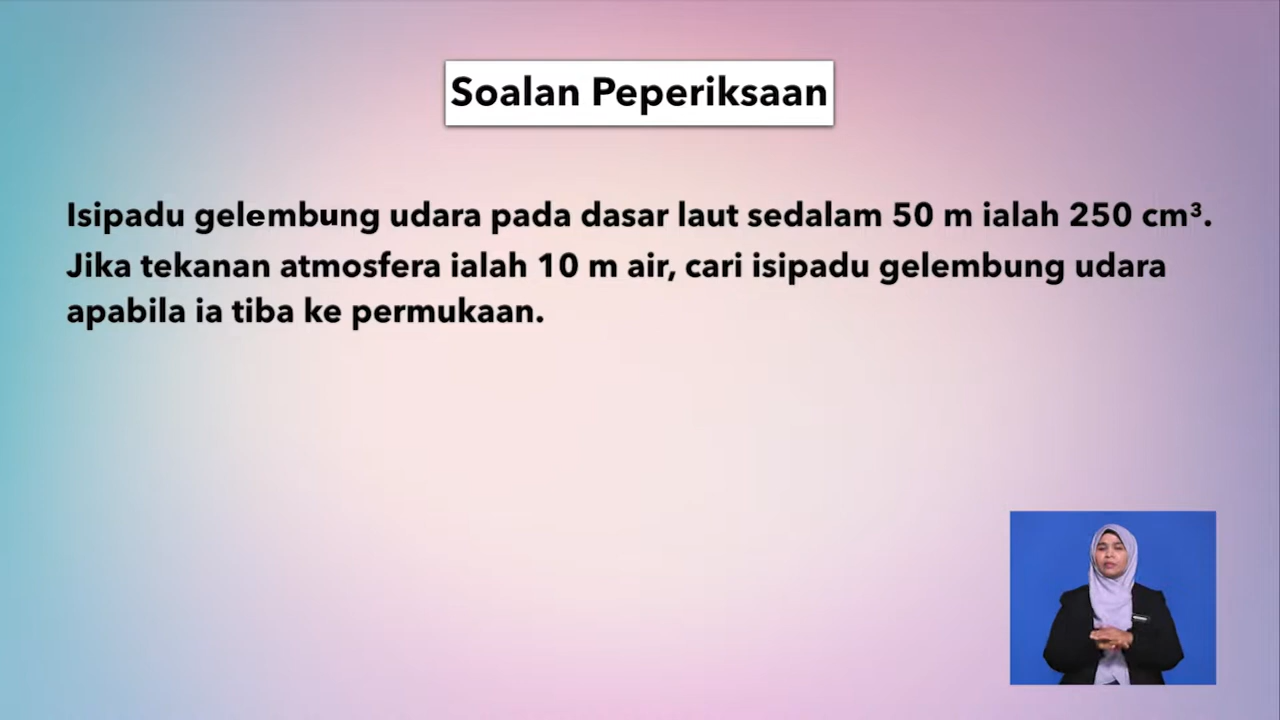 Soalan Peperiksaan
Isipadu gelembung udara pada dasar laut sedalam 50 m ialah 250 cm³.
Jika tekanan atmosfera ialah 10 m air, cari isipadu gelembung udara
apabila ia tiba ke permukaan.